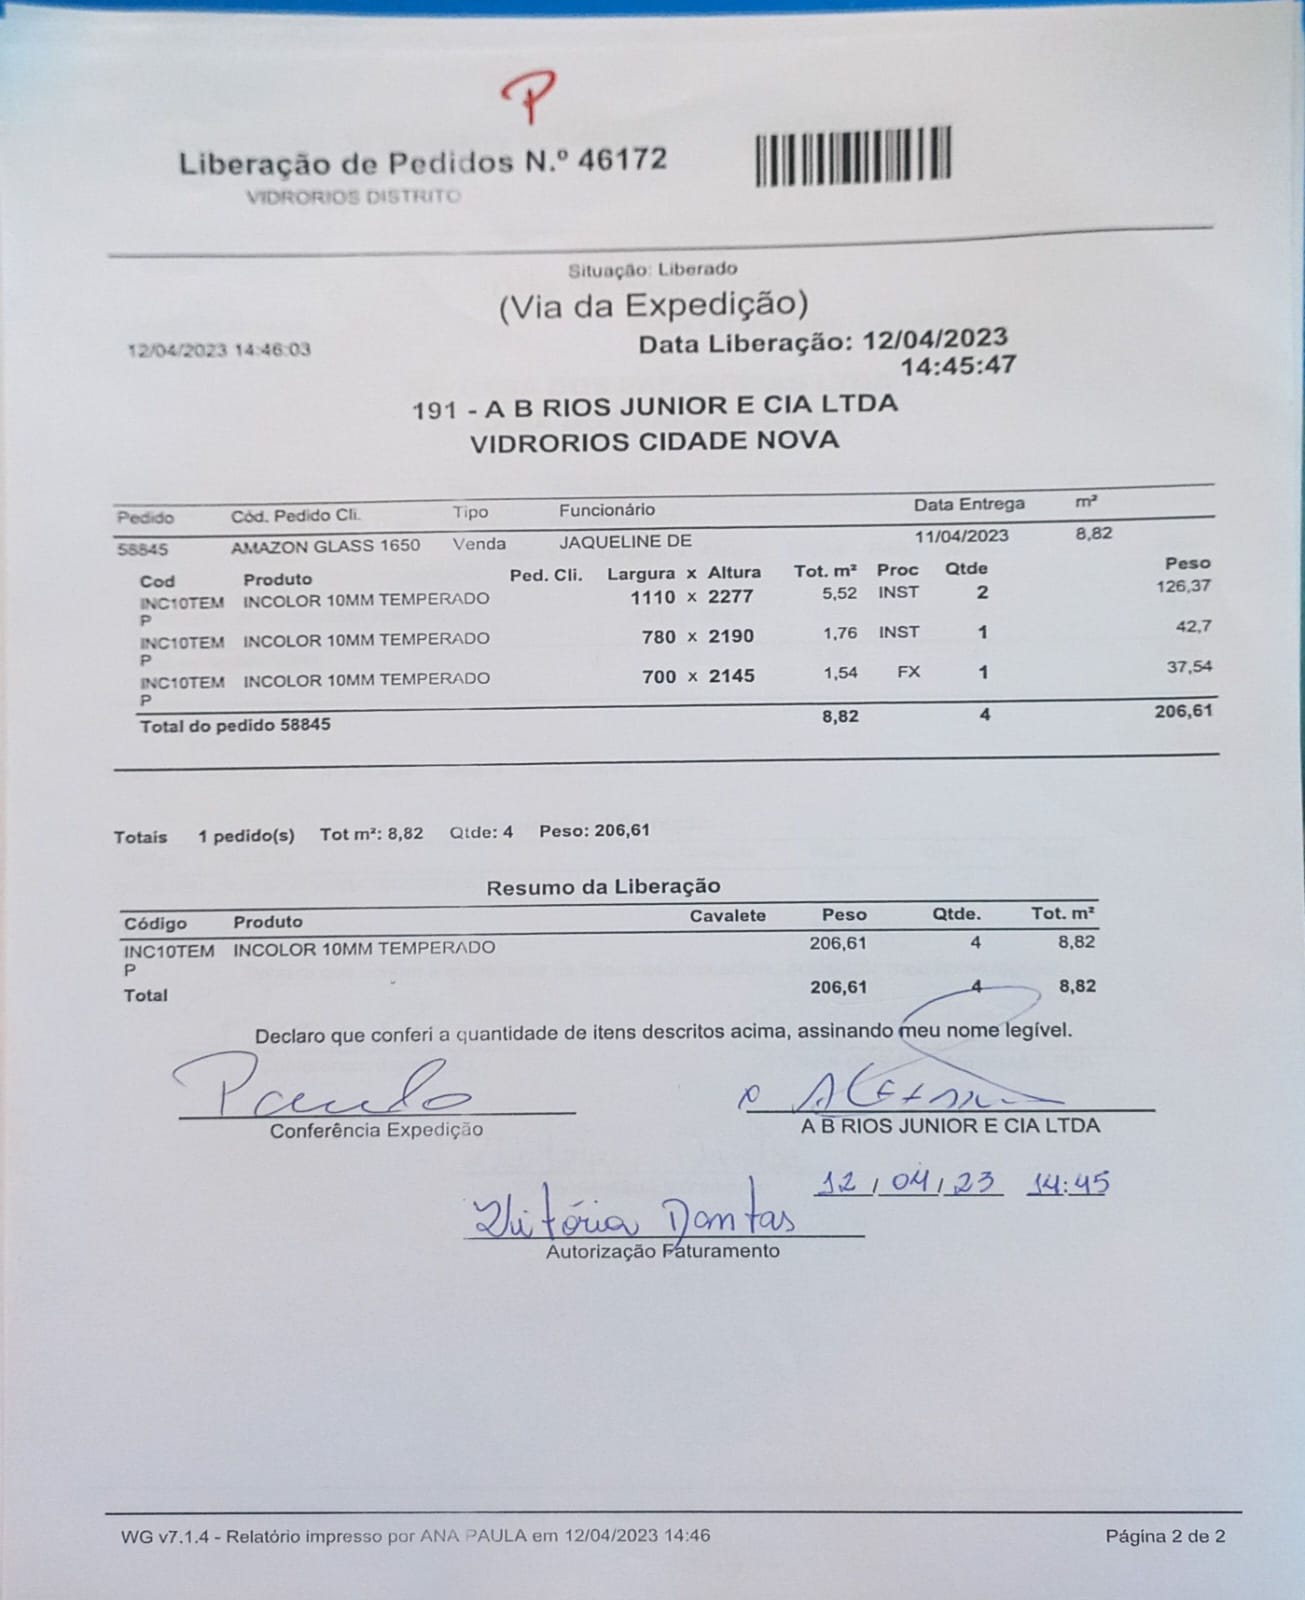 P
Liberação de Pedidos N.º 46172
VIDRORIOS DISTRITO
Situação: Liberado
(Via da Expedição)
12/04/2023 14:46:03
Data Liberação: 12/04/2023
14:45:47
191 - A B RIOS JUNIOR E CIA LTDA
VIDRORIOS CIDADE NOVA
Pedido Cód. Pedido Cli. Tipo Funcionário Data Entrega m²
58845 AMAZON GLASS 1650 Venda JAQUELINE DE 11/04/2023 8,82
Cod Produto Ped. Cli. Largura x Altura Tot. m² Proc Qtde Peso
INC10TEM INCOLOR 10MM TEMPERADO 1110 x 2277 5,52 INST 2 126,37
P
INC10TEM INCOLOR 10MM TEMPERADO 780 x 2190 1,76 INST 1 42,7
P
INC10TEM INCOLOR 10MM TEMPERADO 700 x 2145 1,54 FX 1 37,54
P
Total do pedido 58845 8,82 4 206,61
Totais 1 pedido(s) Tot m²: 8,82 Qtde: 4 Peso: 206,61
Resumo da Liberação
Código Produto Cavalete Peso Qtde. Tot. m²
INC10TEM INCOLOR 10MM TEMPERADO 206,61 4 8,82
P
Total 206,61 4 8,82
Declaro que conferi a quantidade de itens descritos acima, assinando meu nome legível.
Paulo
Conferência Expedição
A B RIOS JUNIOR E CIA LTDA
12/04/23 14:45
Vitória Dantas
Autorização Faturamento
WG v7.1.4 - Relatório impresso por ANA PAULA em 12/04/2023 14:46
Página 2 de 2